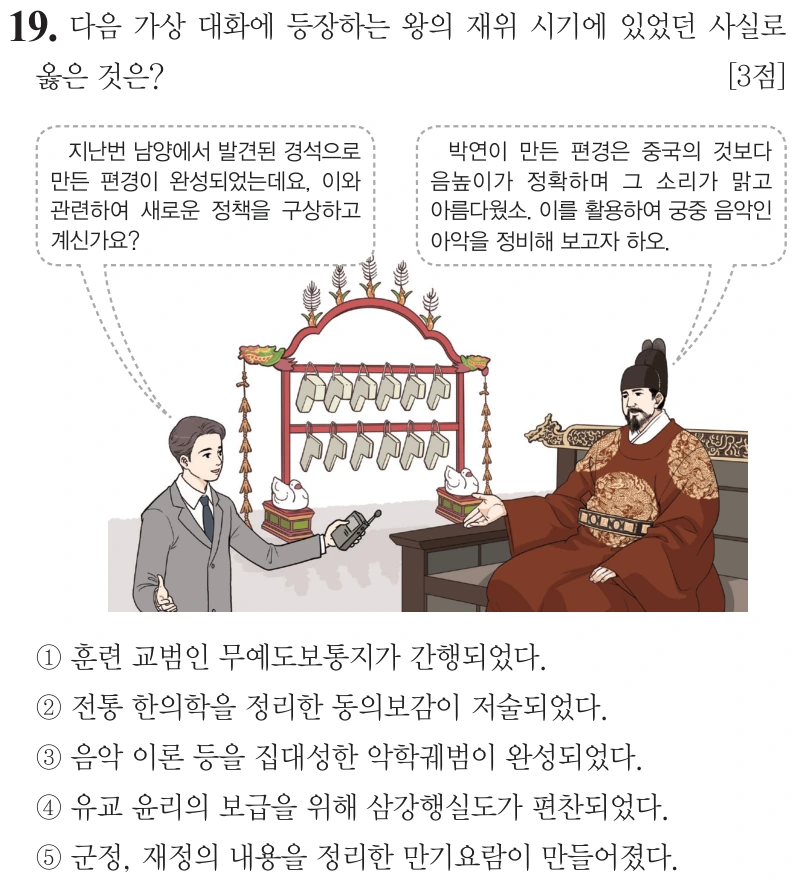 19. 다음 가상 대화에 등장하는 왕의 재위 시기에 있었던 사실로
옳은 것은? [3점]
지난번 남양에서 발견된 경석으로
만든 편경이 완성되었는데요, 이와
관련하여 새로운 정책을 구상하고
계신가요?
박연이 만든 편경은 중국의 것보다
음높이가 정확하며 그 소리가 맑고
아름다웠소. 이를 활용하여 궁중 음악인
아악을 정비해 보고자 하오.
① 훈련 교범인 무예도보통지가 간행되었다.
② 전통 한의학을 정리한 동의보감이 저술되었다.
③ 음악 이론 등을 집대성한 악학궤범이 완성되었다.
④ 유교 윤리의 보급을 위해 삼강행실도가 편찬되었다.
⑤ 군정, 재정의 내용을 정리한 만기요람이 만들어졌다.